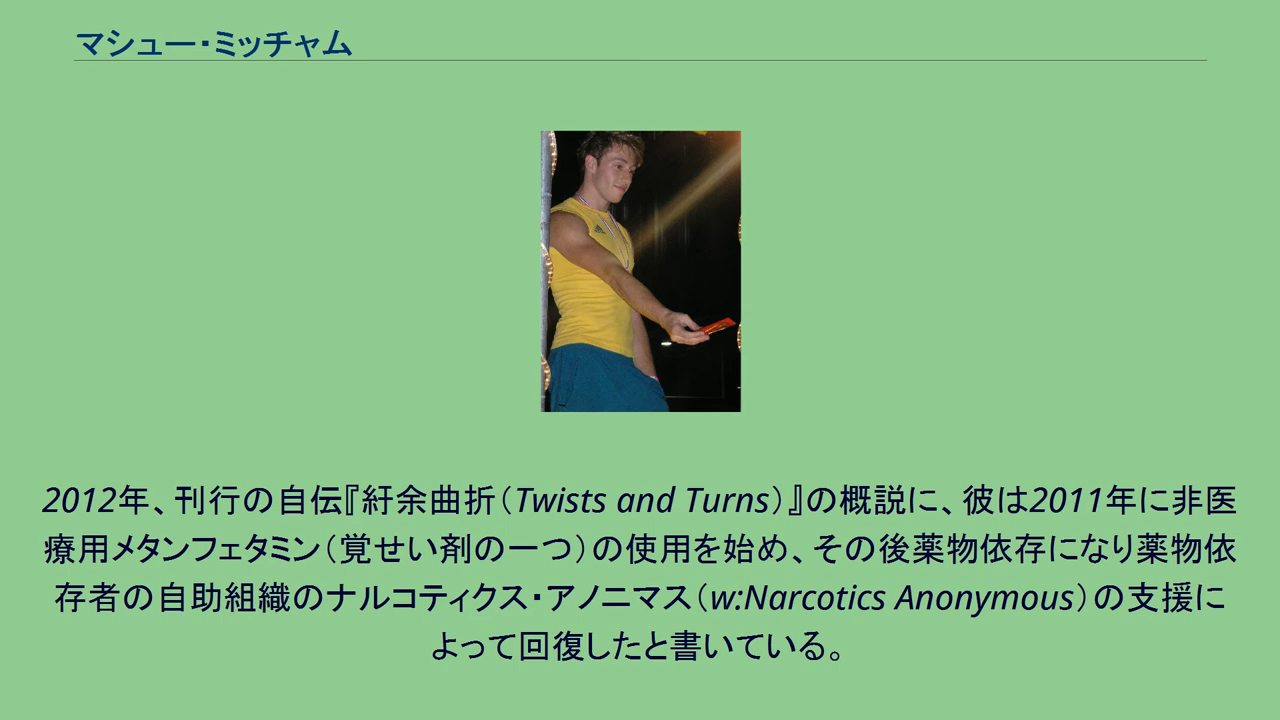 マシュー・ミッチャム
2012年、刊行の自伝『紆余曲折（Twists and Turns）』の概説に、彼は2011年に非医
療用メタンフェタミン（覚せい剤の一つ）の使用を始め、その後薬物依存になり薬物依
存者の自助組織のナルコティクス・アノニマス（w:Narcotics Anonymous）の支援に
よって回復したと書いている。